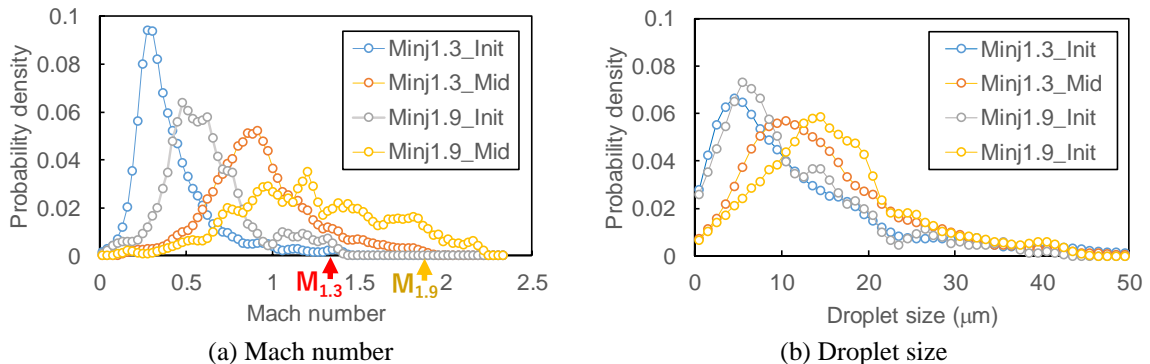 0.1
0.08
0.06
0.04
0.02
0
Probability density
Minj1.3_Init
Minj1.3_Mid
Minj1.9_Init
Minj1.9_Mid
0 0.5 1 1.5 2 2.5
M1.3 M1.9
Mach number
(a) Mach number
0.1
0.08
0.06
0.04
0.02
0
Probability density
Minj1.3_Init
Minj1.3_Mid
Minj1.9_Init
Minj1.9_Init
0 10 20 30 40 50
Droplet size (μm)
(b) Droplet size